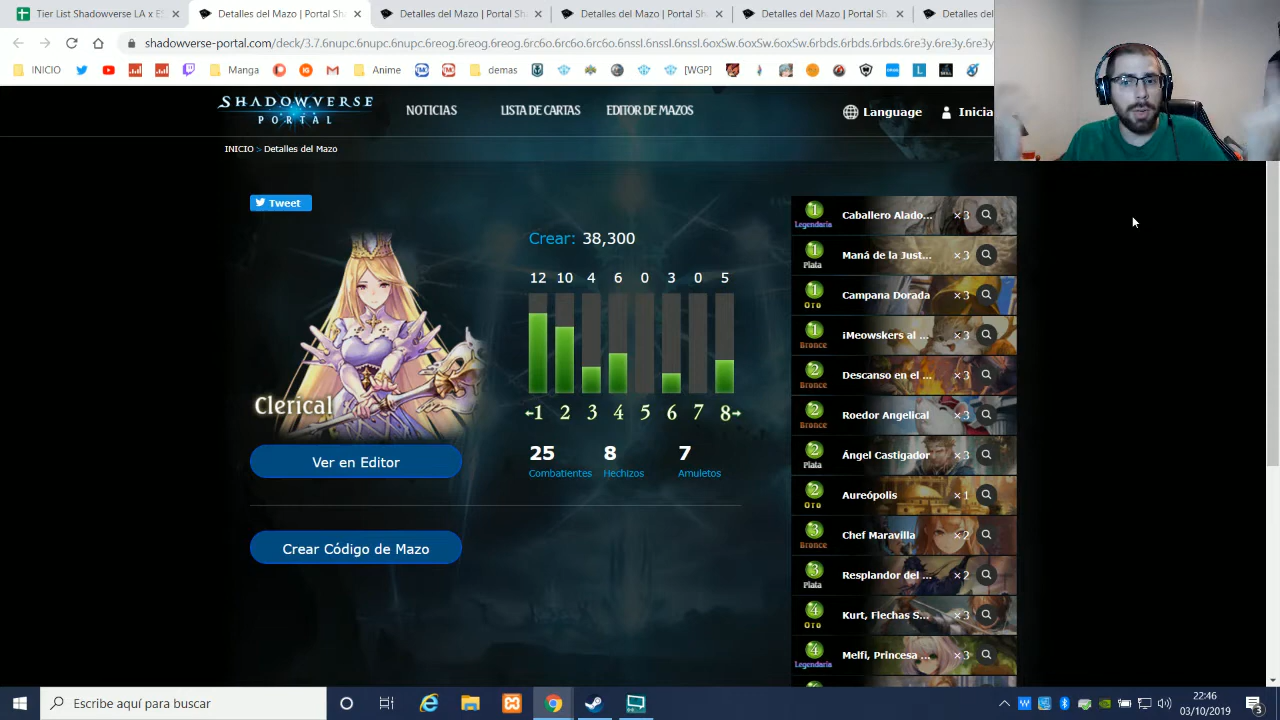 Tier List Shadowverse LA x E
Detalles del Mazo | Portal Sh
Detalles del Mazo | Portal Sh
Detalles del Mazo | Portal Sh
Detalles del Mazo | Portal Sh
Detalles del
shadowverse-portal.com/deck/3.7.6nupc.6nupc.6nupc.6reog.6reog.6reog.6rc6o.6rc6o.6rc6o.6nssI.6nssI.6oxSw.6oxSw.6oxSw.6rbds.6rbds.6rbds.6re3y.6re3y
INICIO
Mariga
Anime
demas
[WGP]
SHADOWVERSE
PORTAL
NOTICIAS
LISTA DE CARTAS
EDITOR DE MAZOS
Language
Inicia
INICIO > Detalles del Mazo
Tweet
Clerical
Ver en Editor
Crear Código de Mazo
Crear: 38,300
12 10 4 6 0 3 0 5
1 2 3 4 5 6 7 8
25 8 7
Combatientes Hechizos Amuletos
1 Legendaria Caballero Alado... ×3
1 Plata Maná de la Just... ×3
1 Oro Campana Dorada ×3
1 Bronce ¡Meowskers al ... ×3
2 Bronce Descanso en el ... ×3
2 Bronce Roedor Angelical ×3
2 Plata Ángel Castigador ×3
2 Oro Aureópolis ×1
3 Bronce Chef Maravilla ×2
3 Plata Resplandor del ... ×2
4 Oro Kurt, Flechas S... ×3
4 Legendaria Melfi, Princesa ... ×3
Escribe aquí para buscar
22:46
03/10/2019
3